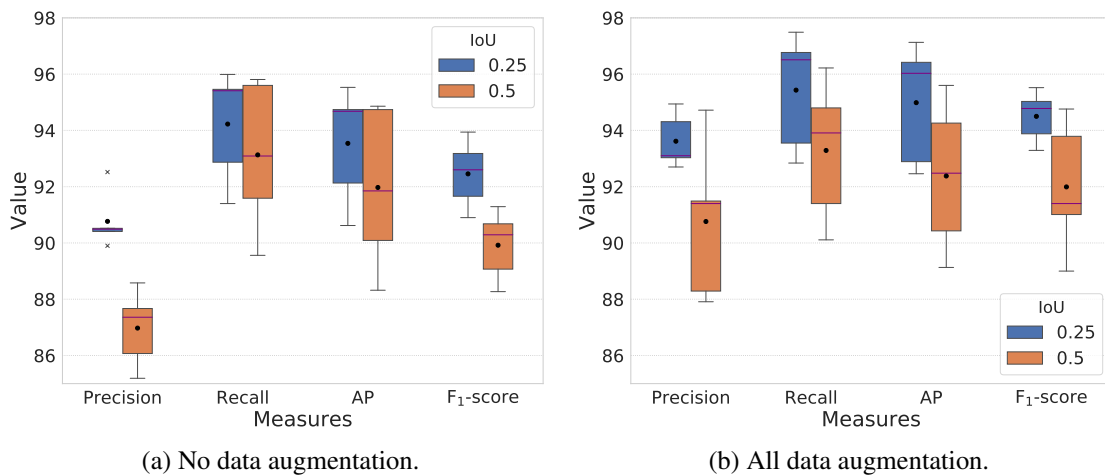 98
96
94
92
90
88
86
Value
IoU
0.25
0.5
Precision Recall AP F₁-score
Measures
(a) No data augmentation.
98
96
94
92
90
88
86
Value
IoU
0.25
0.5
Precision Recall AP F₁-score
Measures
(b) All data augmentation.